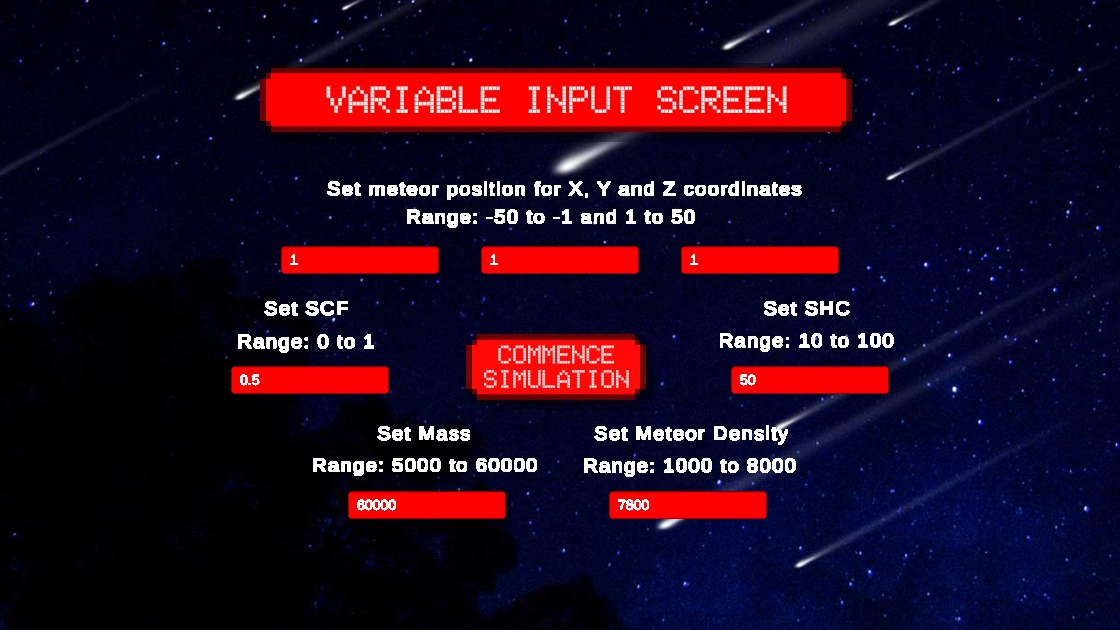 VARIABLE INPUT SCREEN
Set meteor position for X, Y and Z coordinates
Range: -50 to -1 and 1 to 50
1 1 1
Set SCF
Range: 0 to 1
0.5
COMMENCE
SIMULATION
Set SHC
Range: 10 to 100
50
Set Mass
Range: 5000 to 60000
60000
Set Meteor Density
Range: 1000 to 8000
7800